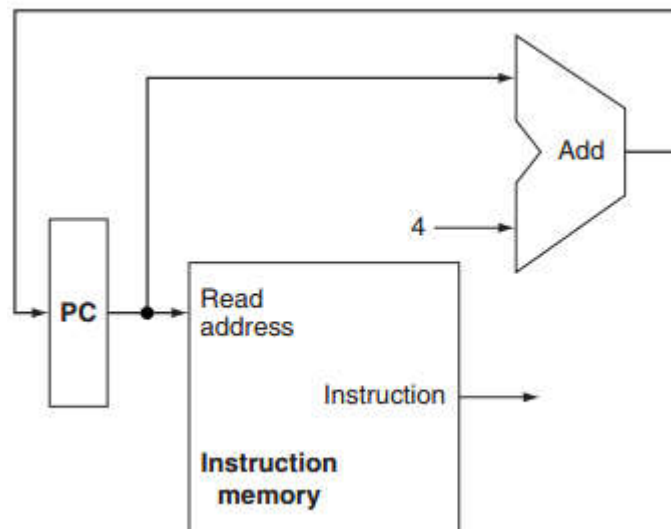 Add
4
PC
Read
address
Instruction
Instruction
memory